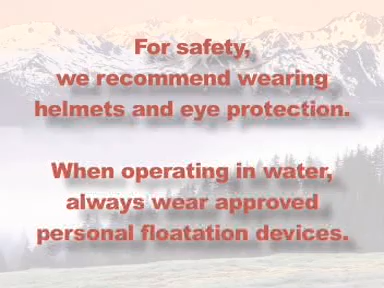 For safety,
we recommend wearing
helmets and eye protection.
When operating in water,
always wear approved
personal floatation devices.